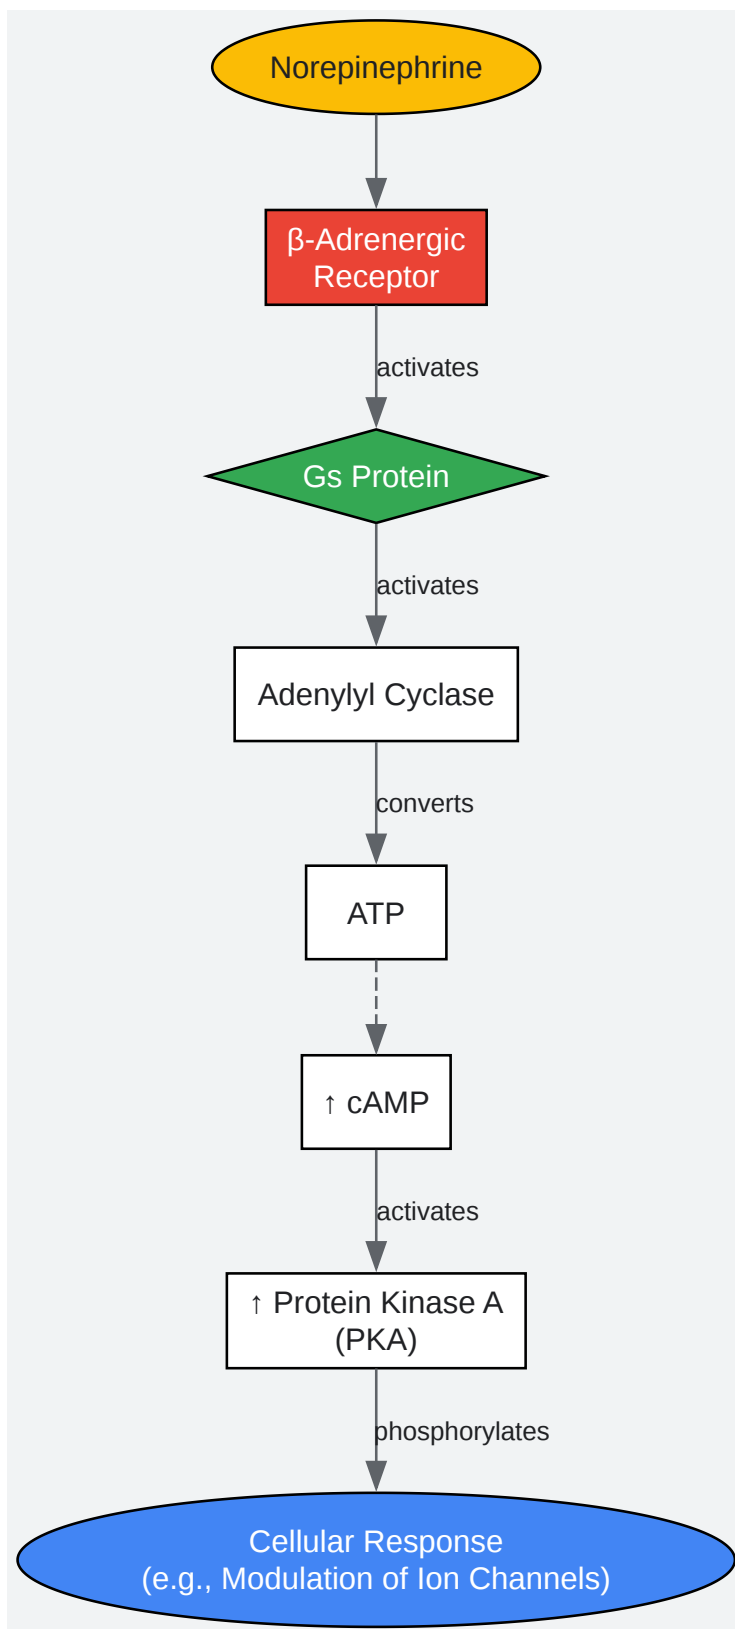 Norepinephrine
β-Adrenergic
Receptor
activates
Gs Protein
activates
Adenylyl Cyclase
converts
ATP
↑ cAMP
activates
↑ Protein Kinase A
(PKA)
phosphorylates
Cellular Response
(e.g., Modulation of Ion Channels)